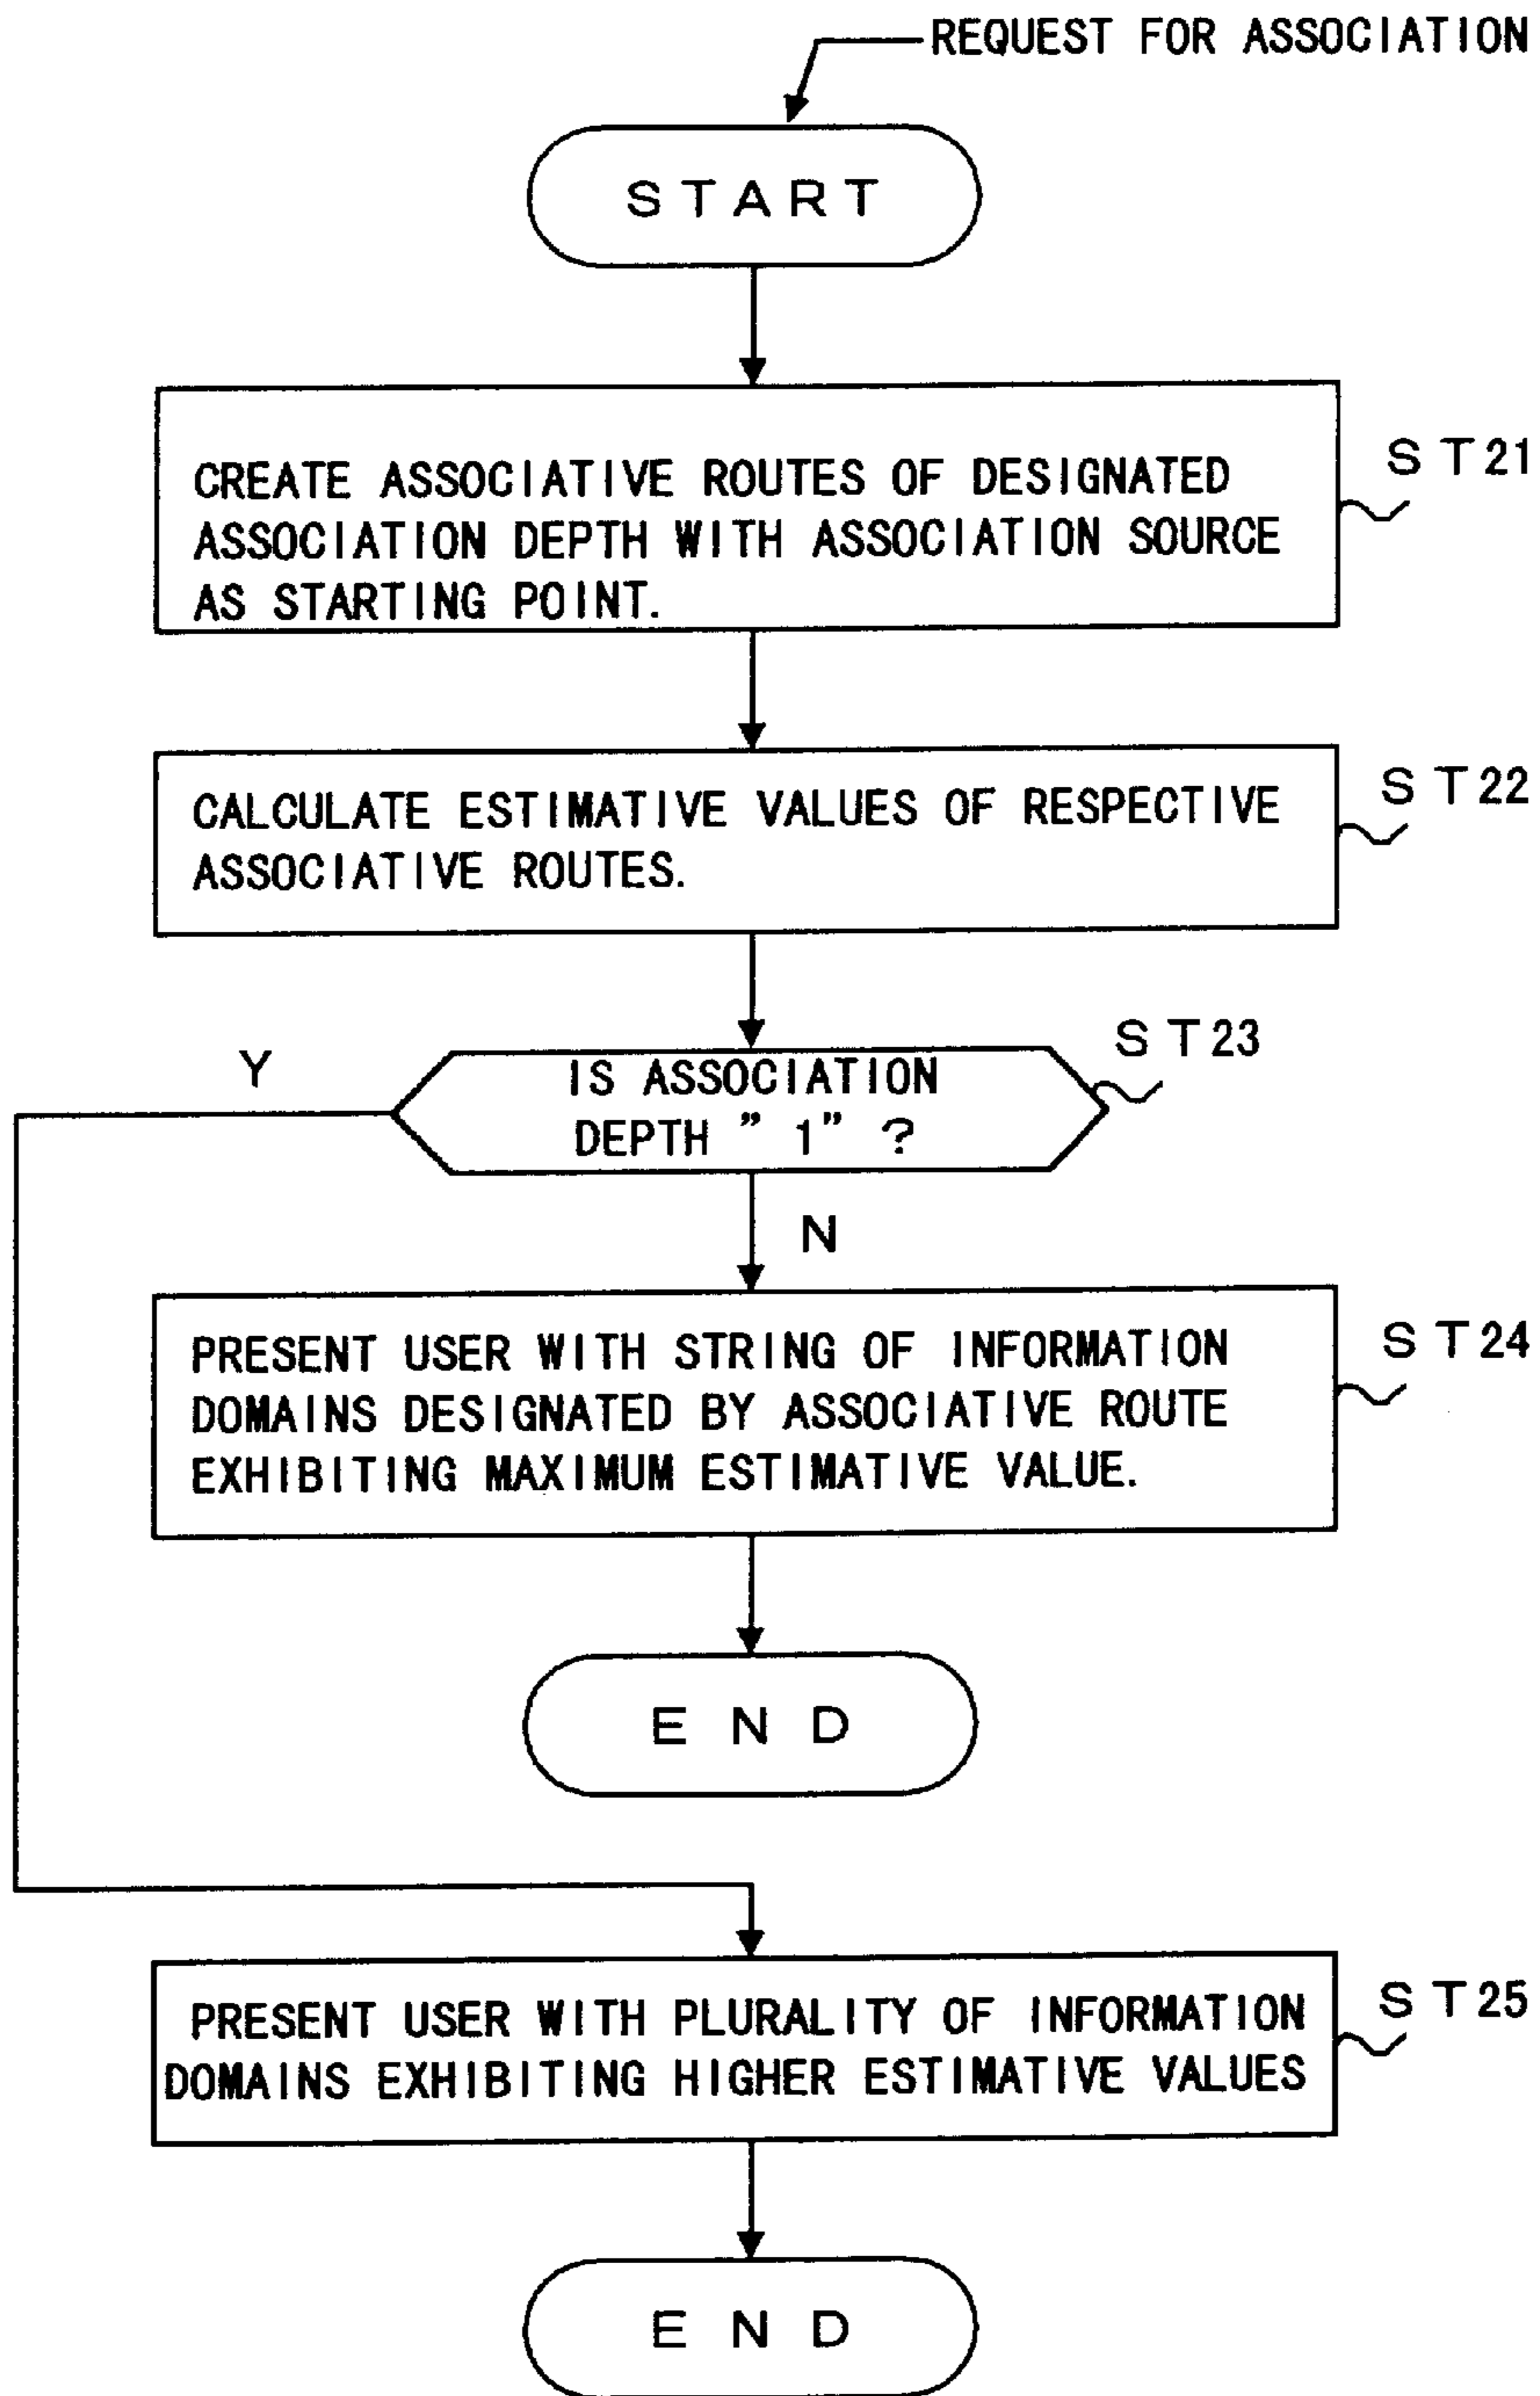 REQUEST FOR ASSOCIATION
START
CREATE ASSOCIATIVE ROUTES OF DESIGNATED
ASSOCIATION DEPTH WITH ASSOCIATION SOURCE
AS STARTING POINT.
ST21
CALCULATE ESTIMATIVE VALUES OF RESPECTIVE
ASSOCIATIVE ROUTES.
ST22
Y
IS ASSOCIATION
DEPTH ” 1” ?
ST23
N
PRESENT USER WITH STRING OF INFORMATION
DOMAINS DESIGNATED BY ASSOCIATIVE ROUTE
EXHIBITING MAXIMUM ESTIMATIVE VALUE.
ST24
END
PRESENT USER WITH PLURALITY OF INFORMATION
DOMAINS EXHIBITING HIGHER ESTIMATIVE VALUES
ST25
END